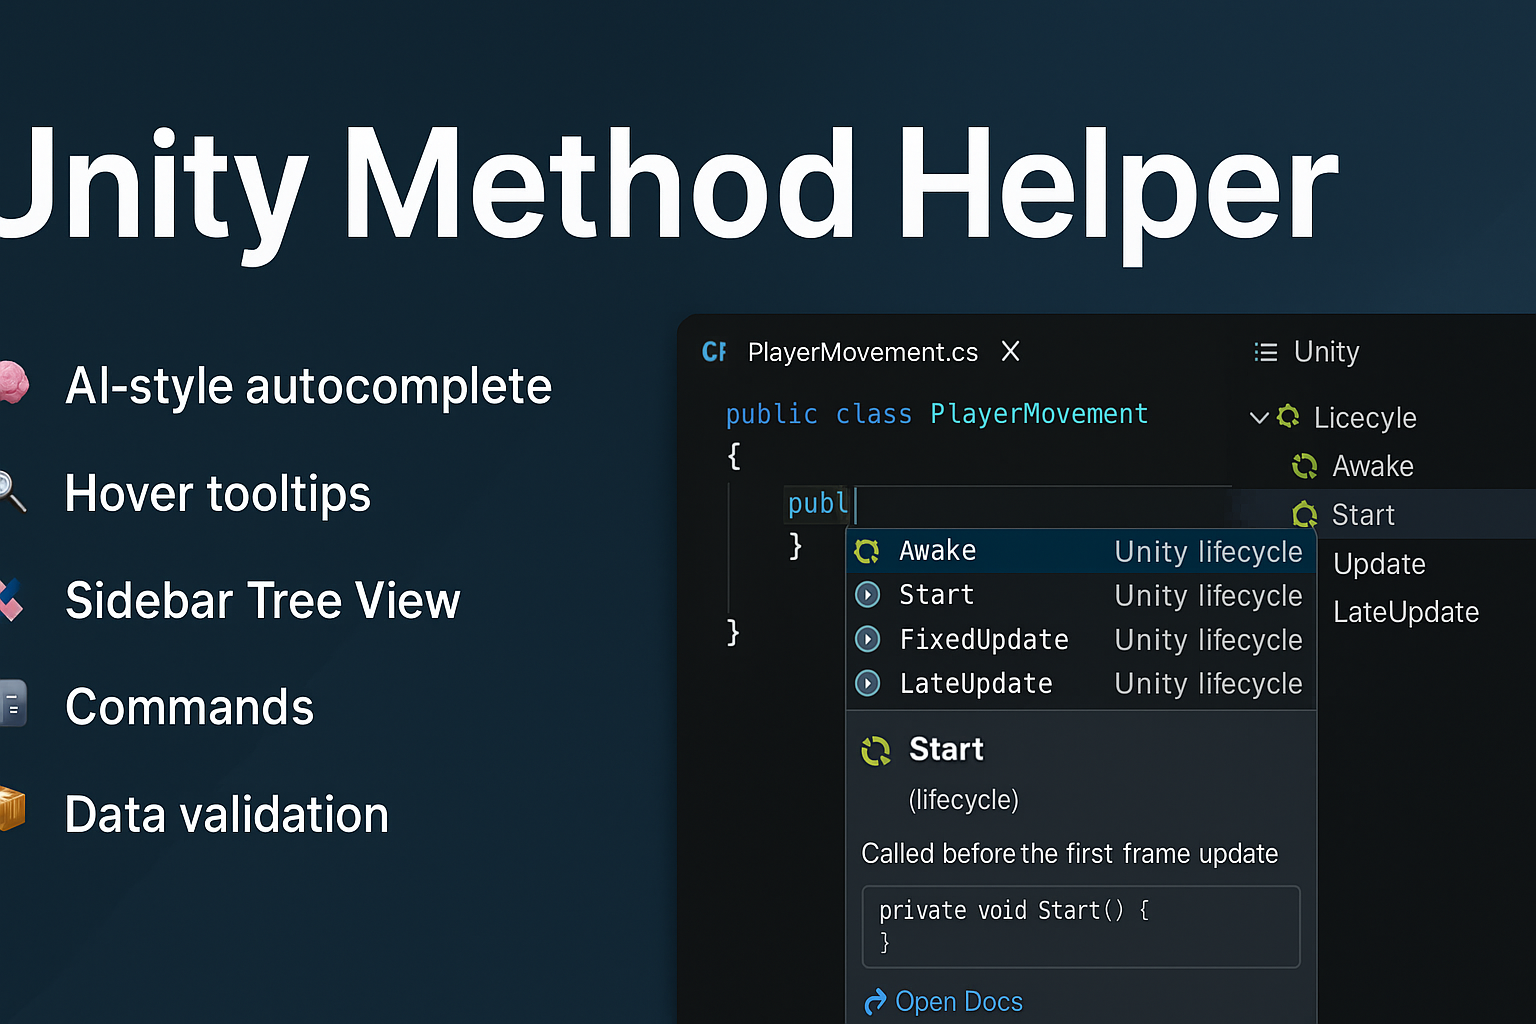 Unity Method Helper
AI-style autocomplete
Hover tooltips
Sidebar Tree View
Commands
Data validation
PlayerMovement.cs X
public class PlayerMovement
{
publ
}
}
Awake Unity lifecycle
Start Unity lifecycle
FixedUpdate Unity lifecycle
LateUpdate Unity lifecycle
Start
(lifecycle)
Called before the first frame update
private void Start() {
}
Open Docs
Unity
Licecyle
Awake
Start
Update
LateUpdate